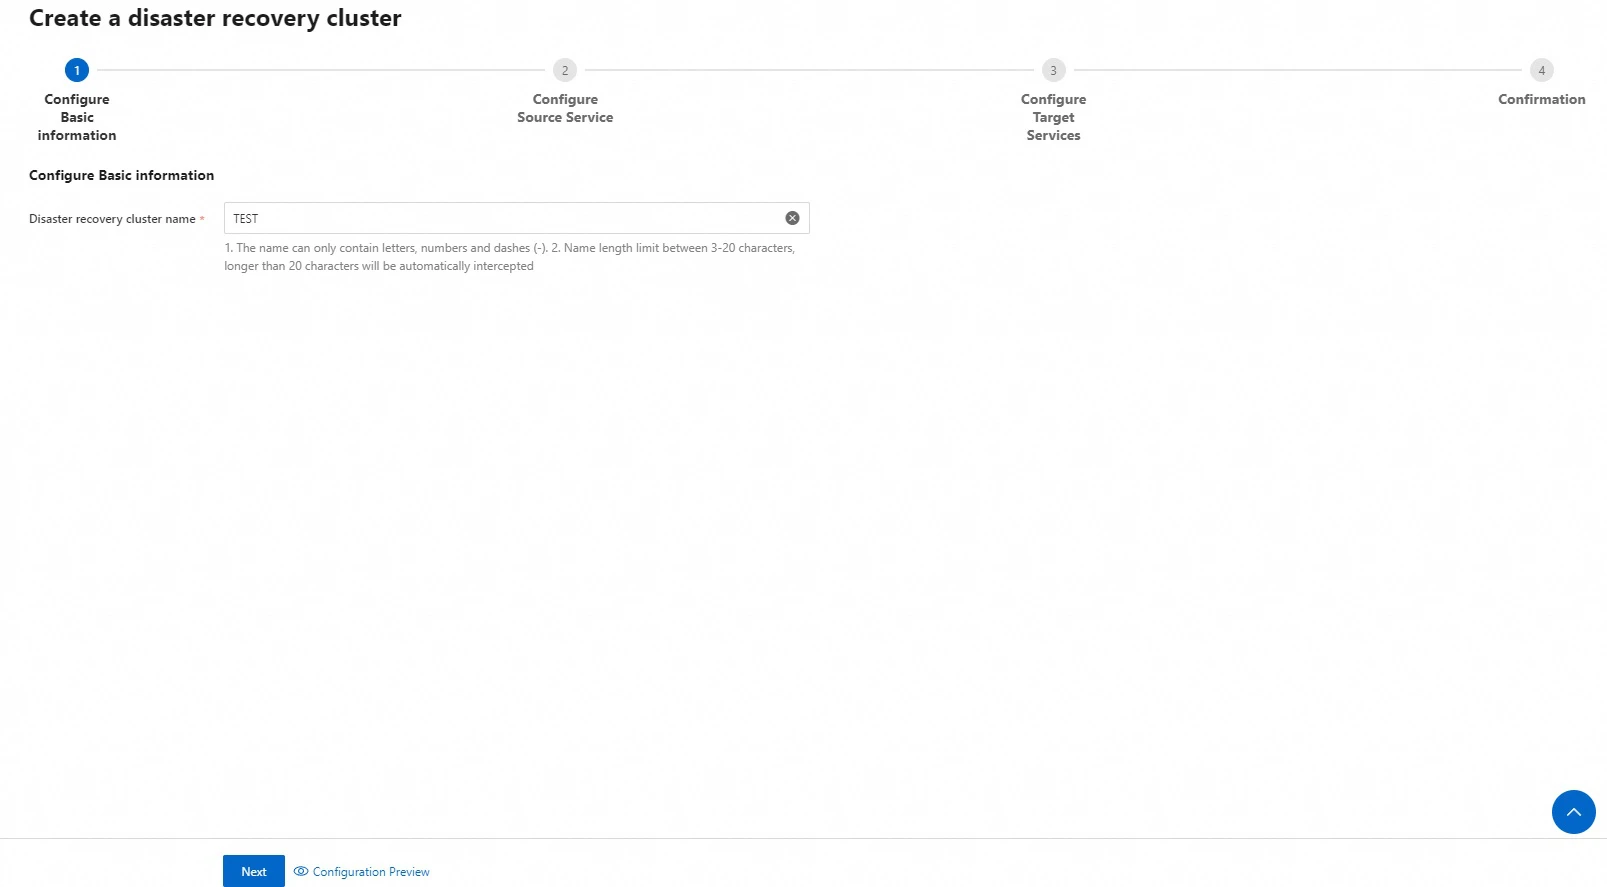 Create a disaster recovery cluster
1
2
3
4
Configure
Basic
information
Configure
Source Service
Configure
Target
Services
Confirmation
Configure Basic information
Disaster recovery cluster name *
TEST
1. The name can only contain letters, numbers and dashes (-). 2. Name length limit between 3-20 characters,
longer than 20 characters will be automatically intercepted
Next
Configuration Preview